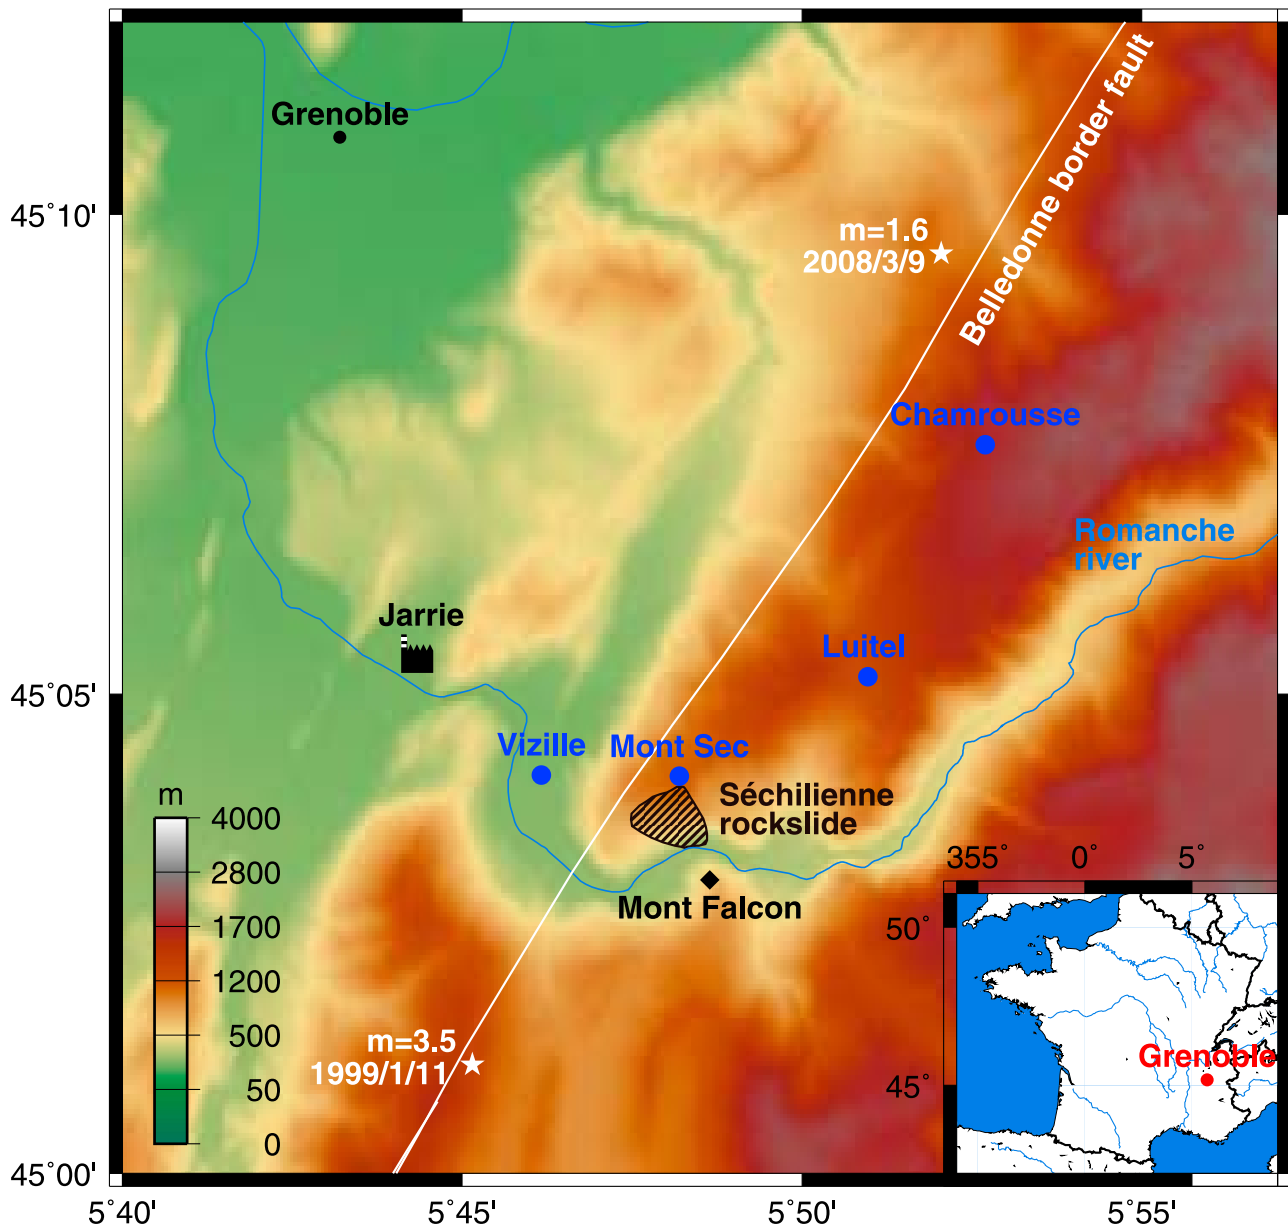 Grenoble
Belledonne border fault
45°10'
m=1.6
2008/3/9
Chamrousse
Romanche
river
Jarrie
Luitel
45°05'
Vizille
Mont Sec
Séchilienne
rockslide
m
4000
2800
1700
1200
500
50
0
Mont Falcon
355°
0°
5°
50°
45°
Grenoble
m=3.5
1999/1/11
45°00'
5°40'
5°45'
5°50'
5°55'